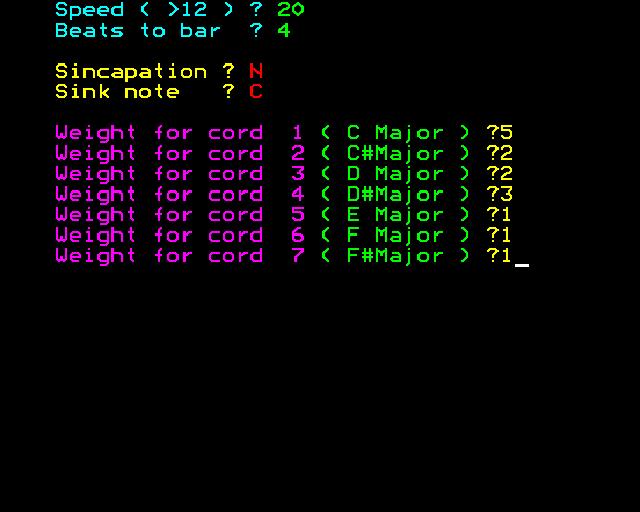 Speed ( >12 ) ? 20
Beats to bar  ? 4
Sincapation ? N
Sink note   ? C
Weight for cord  1 ( C Major ) ?5
Weight for cord  2 ( C#Major ) ?2
Weight for cord  3 ( D Major ) ?2
Weight for cord  4 ( D#Major ) ?3
Weight for cord  5 ( E Major ) ?1
Weight for cord  6 ( F Major ) ?1
Weight for cord  7 ( F#Major ) ?1_